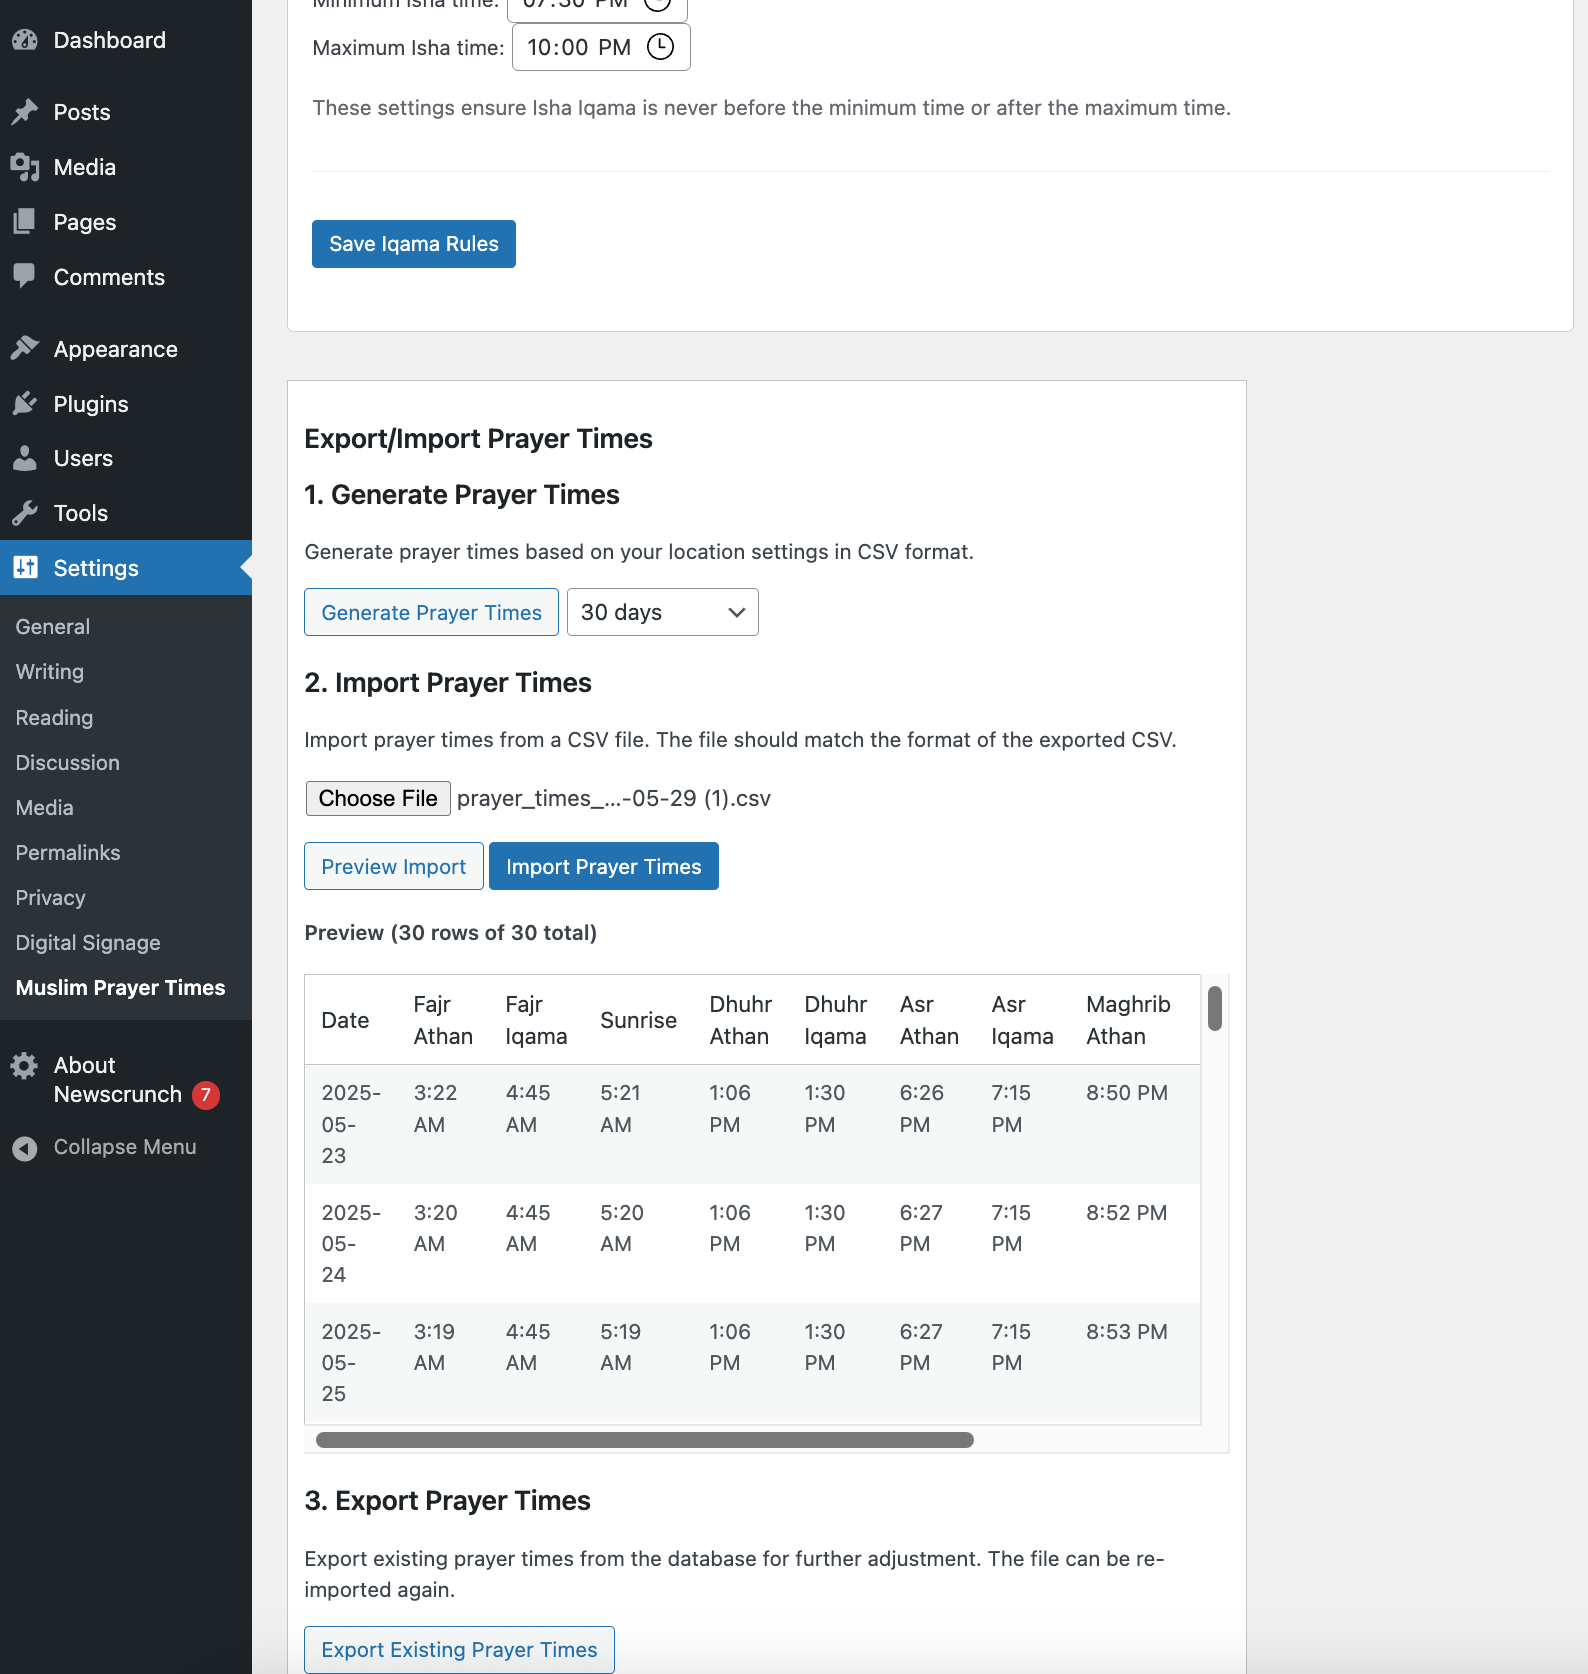 Dashboard
Posts
Media
Pages
Comments
Appearance
Plugins
Users
Tools
Settings
General
Writing
Reading
Discussion
Media
Permalinks
Privacy
Digital Signage
Muslim Prayer Times
About
Newscrunch 7
Collapse Menu
Minimum Isha time: 07:30 PM
Maximum Isha time: 10:00 PM
These settings ensure Isha Iqama is never before the minimum time or after the maximum time.
Save Iqama Rules
Export/Import Prayer Times
1. Generate Prayer Times
Generate prayer times based on your location settings in CSV format.
Generate Prayer Times 30 days
2. Import Prayer Times
Import prayer times from a CSV file. The file should match the format of the exported CSV.
Choose File prayer_times_...-05-29 (1).csv
Preview Import Import Prayer Times
Preview (30 rows of 30 total)
Date Fajr Athan Fajr Iqama Sunrise Dhuhr Athan Dhuhr Iqama Asr Athan Asr Iqama Maghrib Athan
2025-05-23 3:22 AM 4:45 AM 5:21 AM 1:06 PM 1:30 PM 6:26 PM 7:15 PM 8:50 PM
2025-05-24 3:20 AM 4:45 AM 5:20 AM 1:06 PM 1:30 PM 6:27 PM 7:15 PM 8:52 PM
2025-05-25 3:19 AM 4:45 AM 5:19 AM 1:06 PM 1:30 PM 6:27 PM 7:15 PM 8:53 PM
3. Export Prayer Times
Export existing prayer times from the database for further adjustment. The file can be re-
imported again.
Export Existing Prayer Times